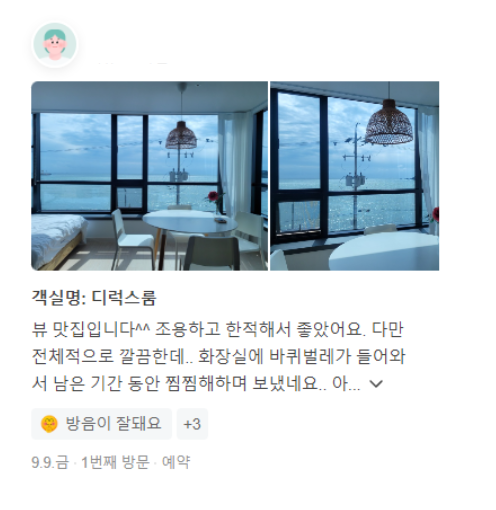 객실명: 디럭스룸
뷰 맛집입니다^^ 조용하고 한적해서 좋았어요. 다만
전체적으로 깔끔한데.. 화장실에 바퀴벌레가 들어와
서 남은 기간 동안 찜찜해하며 보냈네요.. 아...
방음이 잘돼요
+3
9.9.금 · 1번째 방문 · 예약